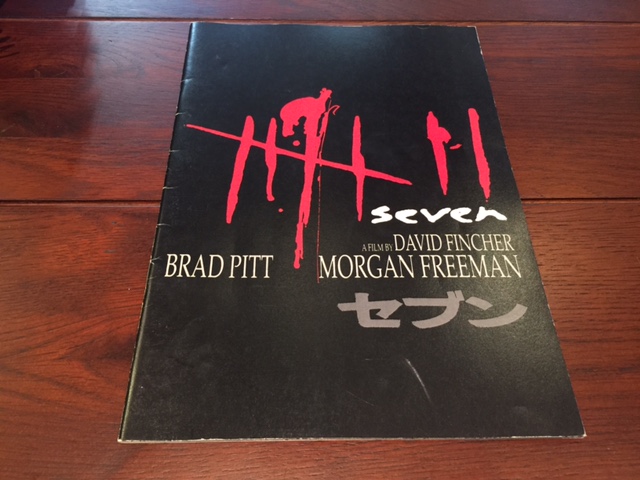 seven
A FILM BY DAVID FINCHER
BRAD PITT MORGAN FREEMAN
セブン